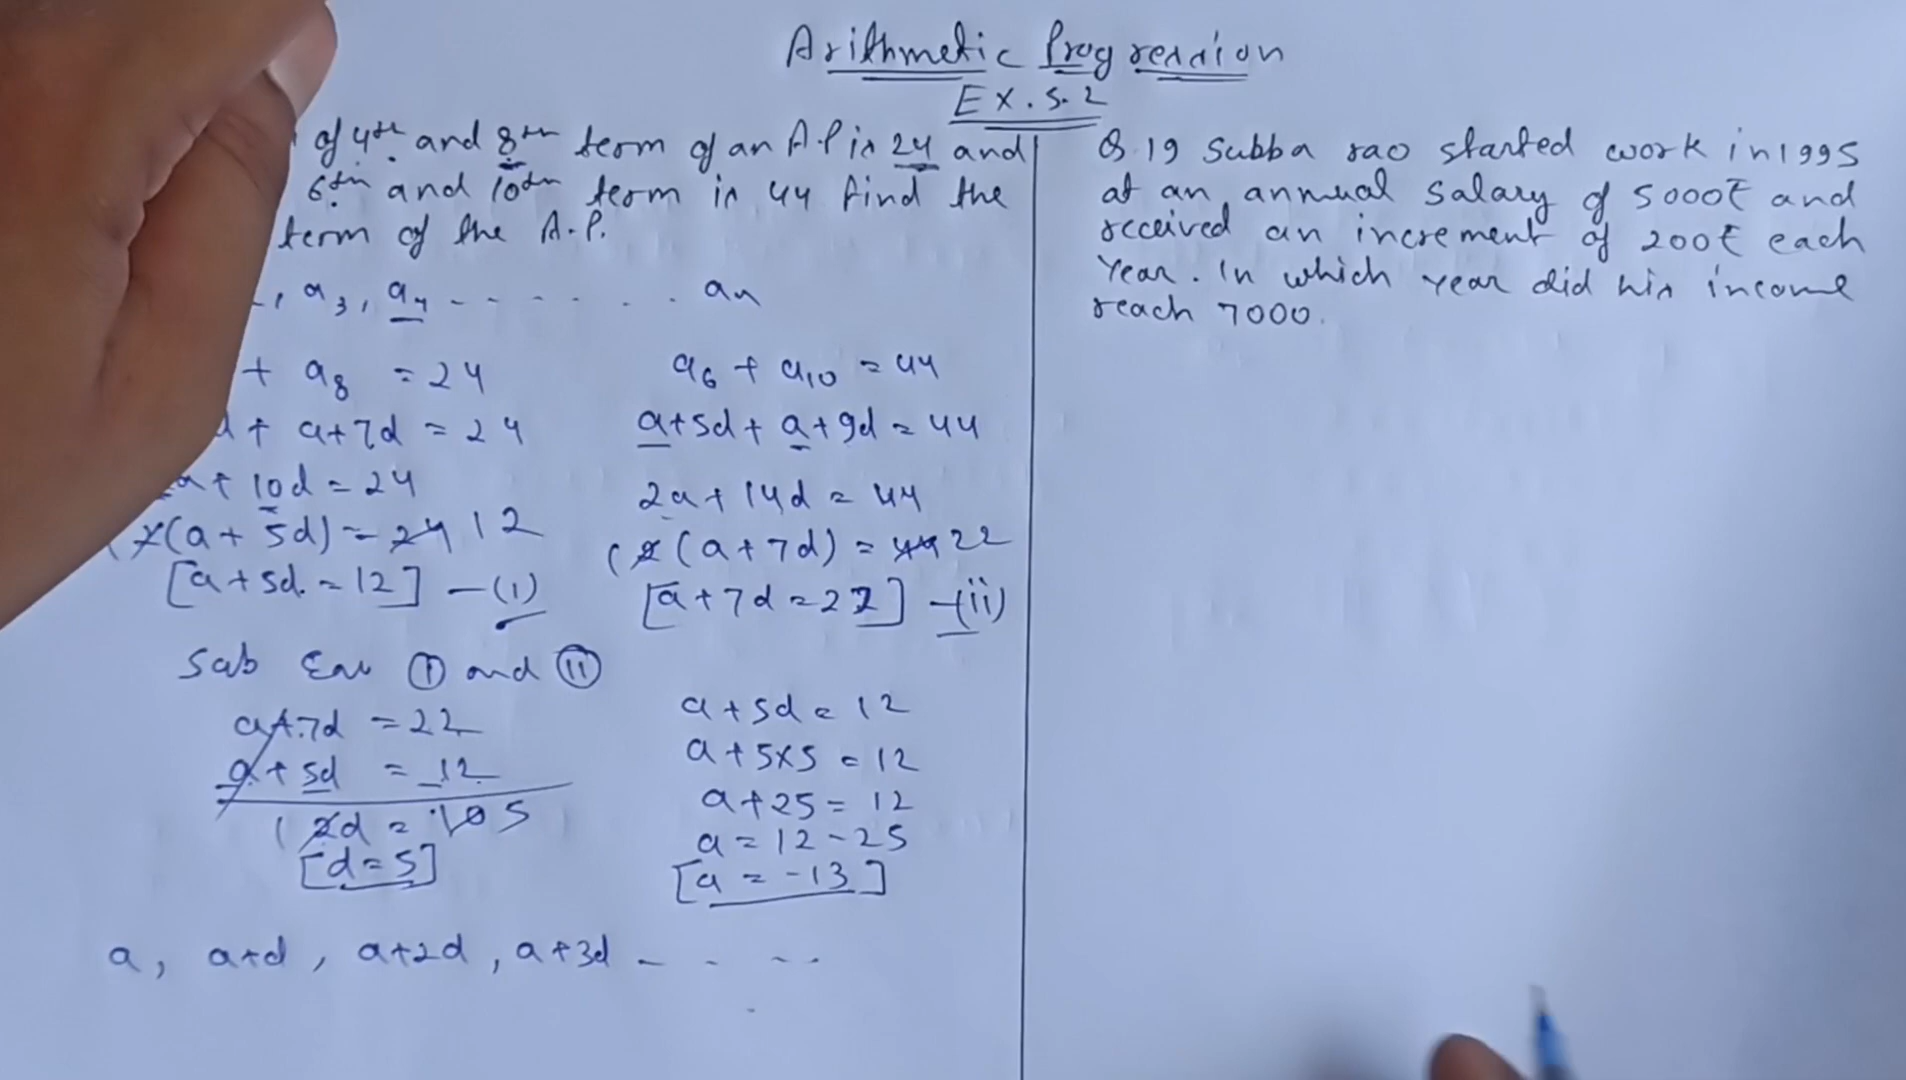 Arithmetic Progression
Ex. 5.2
of 4th and 8th term of an A.P is 24 and
6th and 10th term is 44 find the
term of the A.P.
, a3, a4 - - - - - - . an
+ a8 = 24
+ a+7d = 24
+ 10d = 24
2(a + 5d) = 24 12
[a + 5d = 12] - (i)
a6 + a10 = 44
a+5d + a+9d = 44
2a + 14d = 44
2 (a + 7d) = 44 22
[a + 7d = 22] - (ii)
Sub Eqn (I) and (II)
a+7d = 22
a + 5d = 12
2d = 10 5
[d = 5]
a + 5d = 12
a + 5x5 = 12
a + 25 = 12
a = 12 - 25
[a = -13]
a, a+d, a+2d, a+3d - - - -
Q.19 Subba rao started work in 1995
at an annual salary of 5000₹ and
received an increment of 200₹ each
Year. In which year did his income
reach 7000.